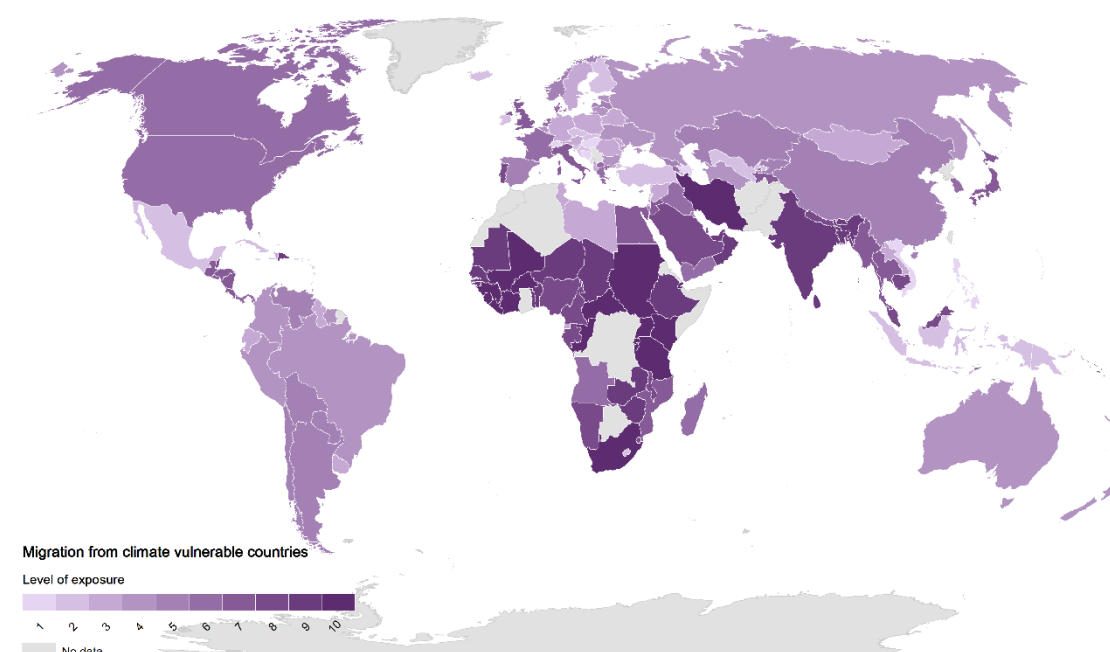 Migration from climate vulnerable countries
Level of exposure
1 2 3 4 5 6 7 8 9 10
No data